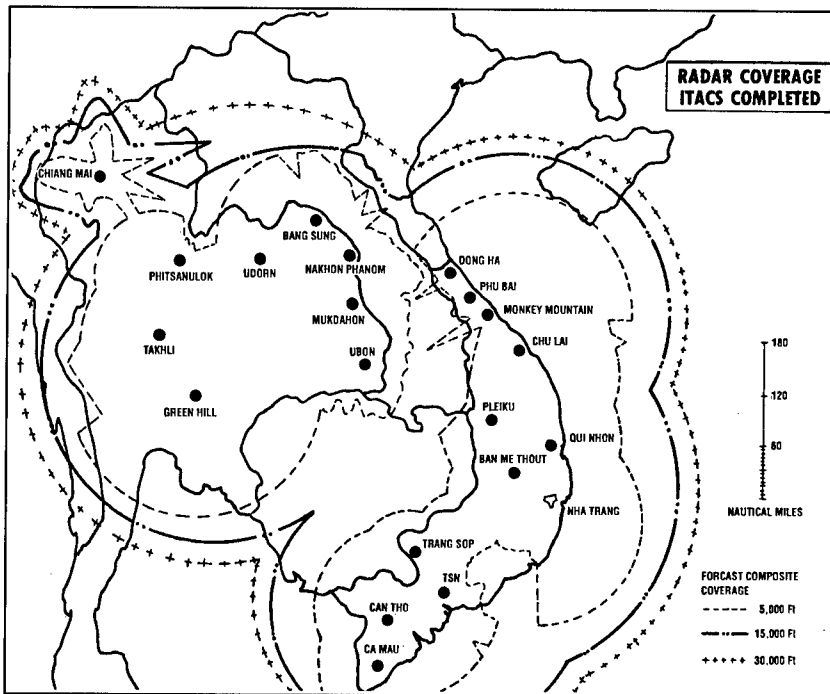 RADAR COVERAGE
ITACS COMPLETED
CHIANG MAI
BANG SUNG
DONG HA
PHITSANULOK
UDORN
NAKHON PHANOM
PHU BAI
MUKDAHON
MONKEY MOUNTAIN
TAKHLI
UBON
CHU LAI
GREEN HILL
PLEIKU
QUI NHON
BAN ME THOUT
NHA TRANG
TRANG SOP
TSN
CAN THO
CA MAU
180
120
60
NAUTICAL MILES
FORCAST COMPOSITE
COVERAGE
5,000 Ft
15,000 FT
30,000 FT